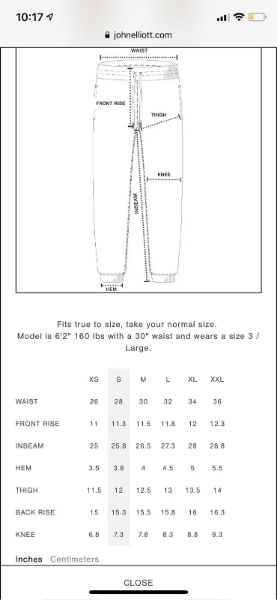 10:17
johnelliott.com
WAIST
FRONT RISE
THIGH
KNEE
INSEAM
HEM
Fits true to size, take your normal size.
Model is 6'2" 160 lbs with a 30" waist and wears a size 3 /
Large.
XS S M L XL XXL
WAIST 26 28 30 32 34 36
FRONT RISE 11 11.3 11.5 11.8 12 12.3
INSEAM 25 25.8 26.5 27.3 28 28.8
HEM 3.5 3.8 4 4.5 5 5.5
THIGH 11.5 12 12.5 13 13.5 14
BACK RISE 15 15.3 15.5 15.8 16 16.3
KNEE 6.8 7.3 7.8 8.3 8.8 9.3
Inches Centimeters
CLOSE